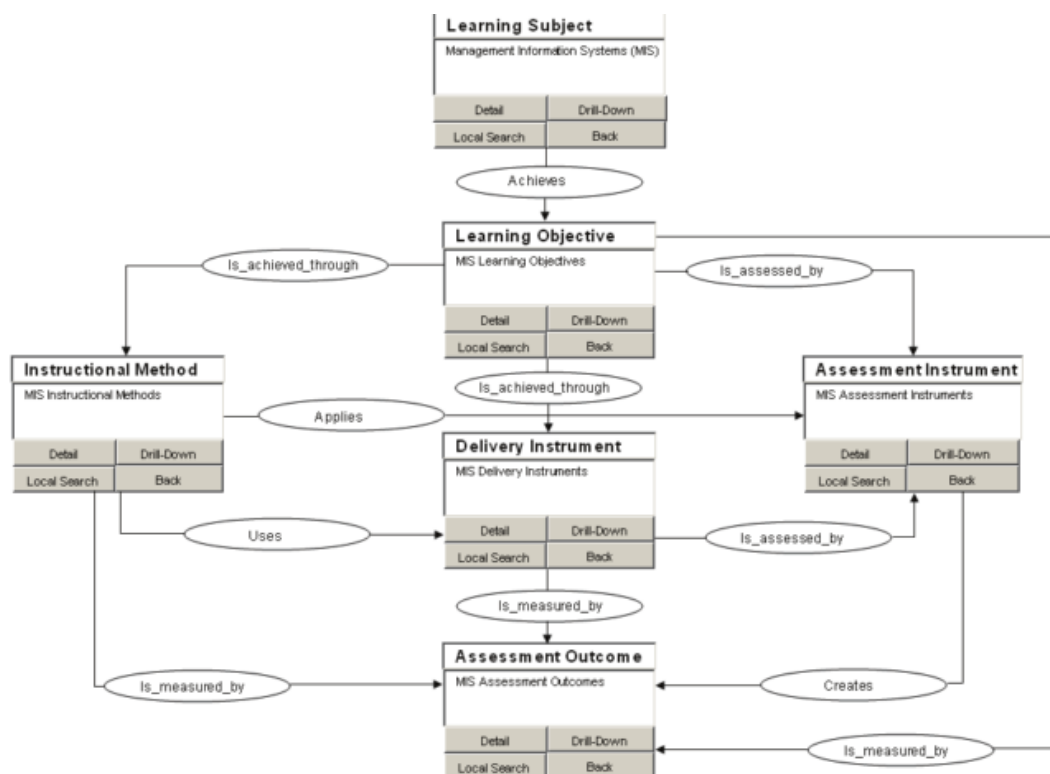 Learning Subject
Management Information Systems (MIS)
Detail Drill-Down
Local Search Back
Achieves
Learning Objective
MIS Learning Objectives
Is_achieved_through
Is_assessed_by
Detail Drill-Down
Local Search Back
Instructional Method
MIS Instructional Methods
Is_achieved_through
Assessment Instrument
MIS Assessment Instruments
Applies
Detail Drill-Down
Local Search Back
Delivery Instrument
MIS Delivery Instruments
Detail Drill-Down
Local Search Back
Uses
Detail Drill-Down
Local Search Back
Is_assessed_by
Is_measured_by
Assessment Outcome
MIS Assessment Outcomes
Is_measured_by
Creates
Detail Drill-Down
Local Search Back
Is_measured_by